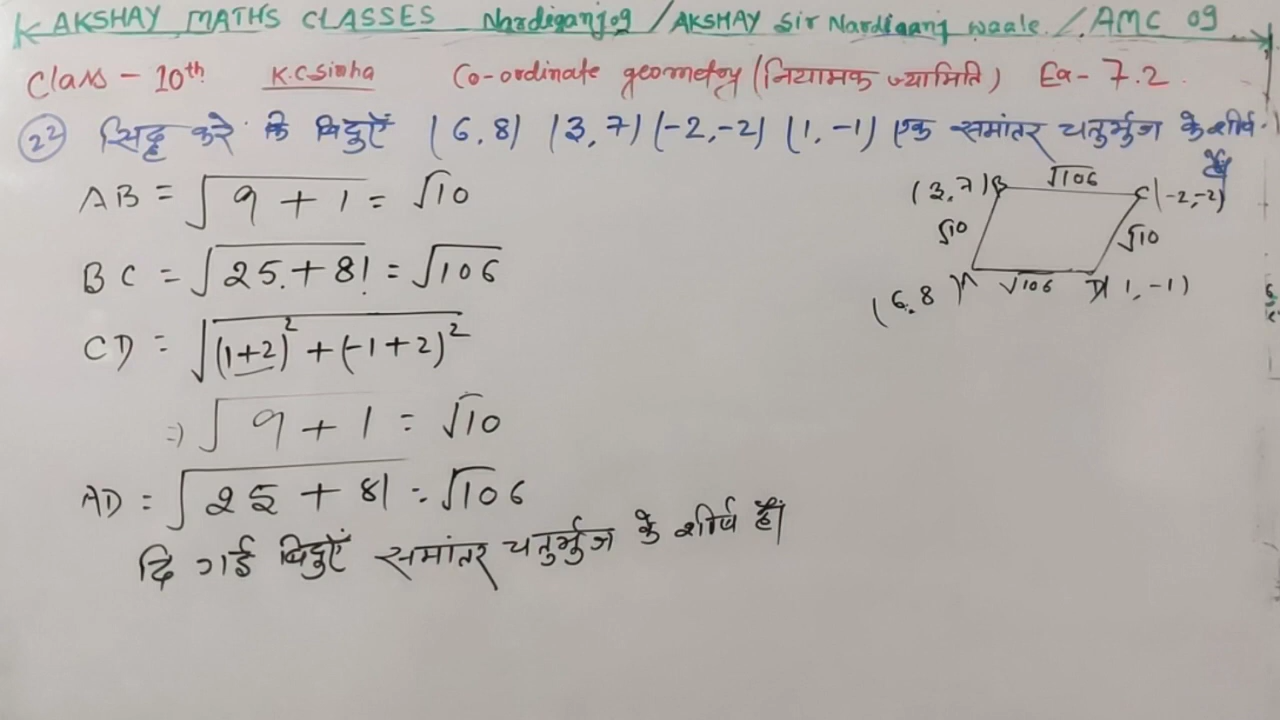 AKSHAY MATHS CLASSES Nardiganj09 / AKSHAY Sir Nardiganj waale / AMC 09
Class - 10th K.C.Sinha Co-ordinate geometry (नियामक ज्यामिति) Ex- 7.2
22 सिद्ध करे कि बिदुएँ (6,8) (3,7) (-2,-2) (1,-1) एक समांतर चतुर्भुज के शीर्ष है
AB = √9 + 1 = √10
BC = √25 + 81 = √106
CD = √(1+2)² + (-1+2)²
⇒ √9 + 1 = √10
AD = √25 + 81 = √106
दि गई बिदुएँ समांतर चतुर्भुज के शीर्ष हैं।
(3,7) B √106 C (-2,-2)
√10 √10
(6,8) A √106 D (1,-1)